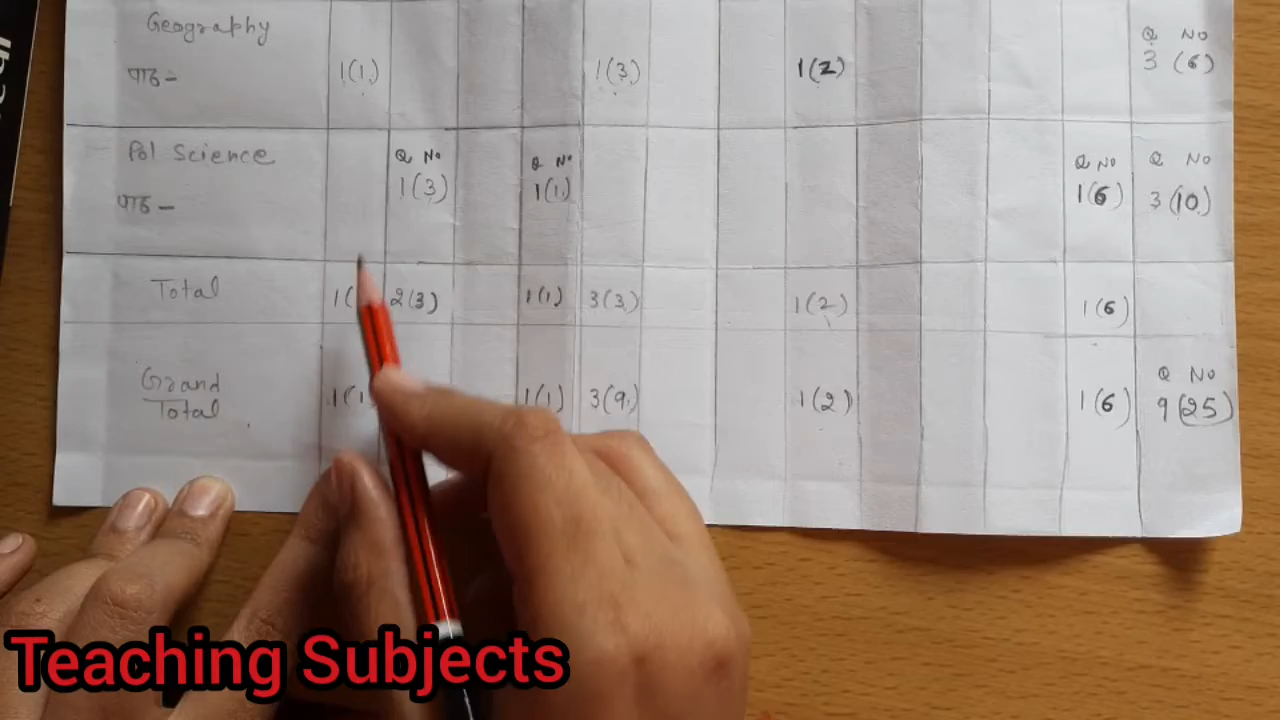 Geography
पाठ-
1(1)
1(3)
1(2)
Q No
3 (6)
Pol Science
पाठ-
Q No
1(3)
Q No
1(1)
Q No
1(6)
Q No
3(10)
Total
2(3)
1(1)
3(3)
1(2)
1(6)
Grand
Total
1(1)
3(9)
1(2)
1(6)
Q No
9(25)
Teaching Subjects